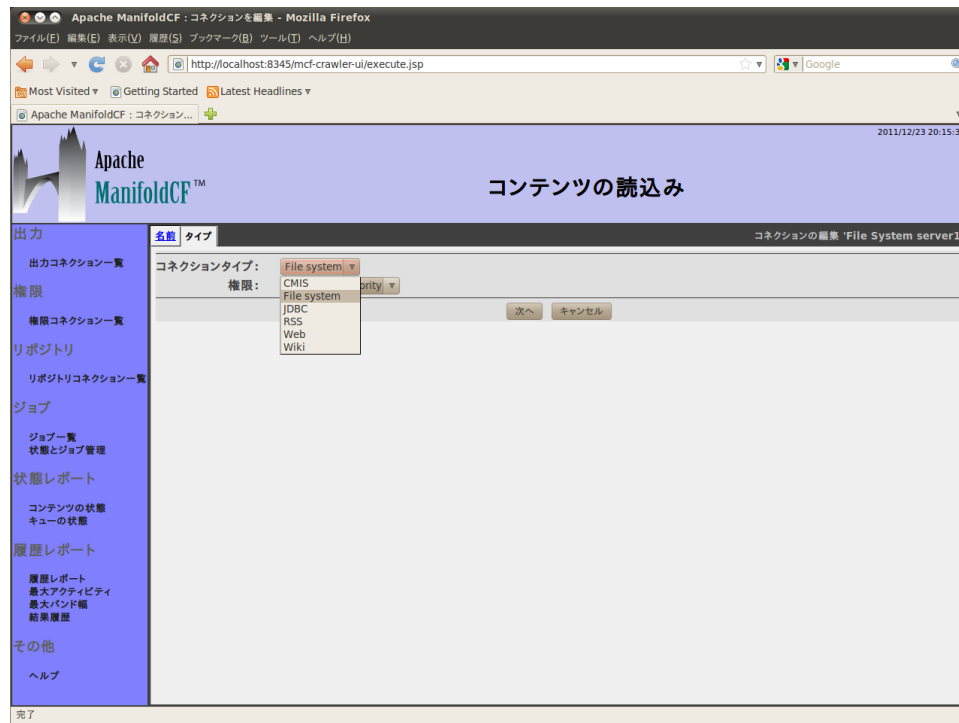 Apache ManifoldCF : コネクションを編集 - Mozilla Firefox
ファイル(F) 編集(E) 表示(V) 履歴(S) ブックマーク(B) ツール(T) ヘルプ(H)
http://localhost:8345/mcf-crawler-ui/execute.jsp
Google
Most Visited Getting Started Latest Headlines
Apache ManifoldCF : コネクション...
2011/12/23 20:15:3
Apache
ManifoldCF™
コンテンツの読込み
出力
出力コネクション一覧
権限
権限コネクション一覧
リポジトリ
リポジトリコネクション一覧
ジョブ
ジョブ一覧
状態とジョブ管理
状態レポート
コンテンツの状態
キューの状態
履歴レポート
履歴レポート
最大アクティビティ
最大バンド幅
結果履歴
その他
ヘルプ
名前 タイプ
コネクションの編集 'File System server1
コネクションタイプ: File system
権限: ority
CMIS
File system
JDBC
RSS
Web
Wiki
次へ キャンセル
完了